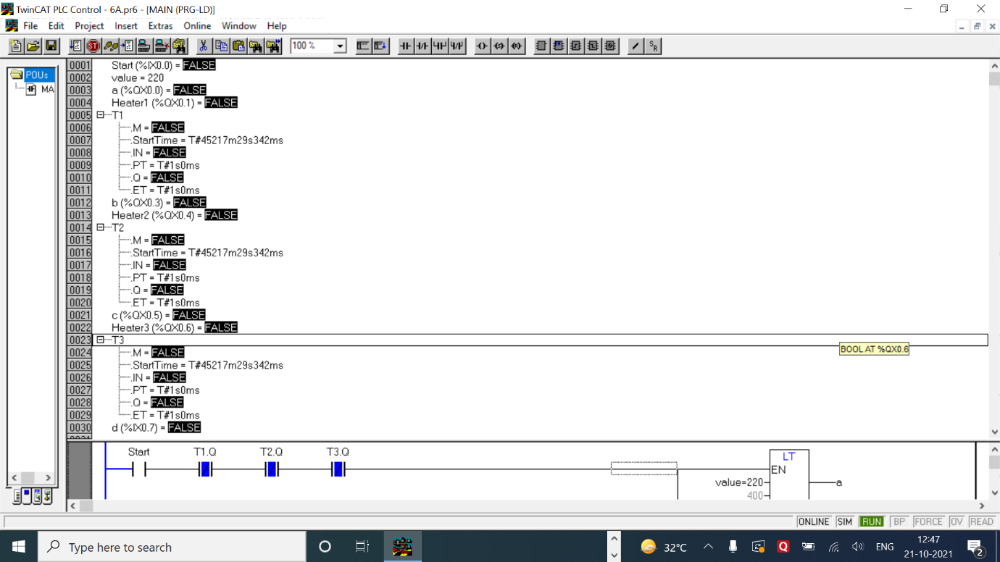 TwinCAT PLC Control - 6A.pr6 - [MAIN (PRG-LD)]
File Edit Project Insert Extras Online Window Help
100 %
POUs
MA
0001 Start (%IX0.0) = FALSE
0002 value = 220
0003 a (%QX0.0) = FALSE
0004 Heater1 (%QX0.1) = FALSE
0005 T1
0006 .M = FALSE
0007 .StartTime = T#45217m29s342ms
0008 .IN = FALSE
0009 .PT = T#1s0ms
0010 .Q = FALSE
0011 .ET = T#1s0ms
0012 b (%QX0.3) = FALSE
0013 Heater2 (%QX0.4) = FALSE
0014 T2
0015 .M = FALSE
0016 .StartTime = T#45217m29s342ms
0017 .IN = FALSE
0018 .PT = T#1s0ms
0019 .Q = FALSE
0020 .ET = T#1s0ms
0021 c (%QX0.5) = FALSE
0022 Heater3 (%QX0.6) = FALSE
0023 T3
BOOL AT %QX0.6
0024 .M = FALSE
0025 .StartTime = T#45217m29s342ms
0026 .IN = FALSE
0027 .PT = T#1s0ms
0028 .Q = FALSE
0029 .ET = T#1s0ms
0030 d (%IX0.7) = FALSE
Start T1.Q T2.Q T3.Q
LT
EN
value=220 a
400
ONLINE SIM RUN BP FORCE OV READ
Type here to search
32°C ENG 12:47
21-10-2021
2